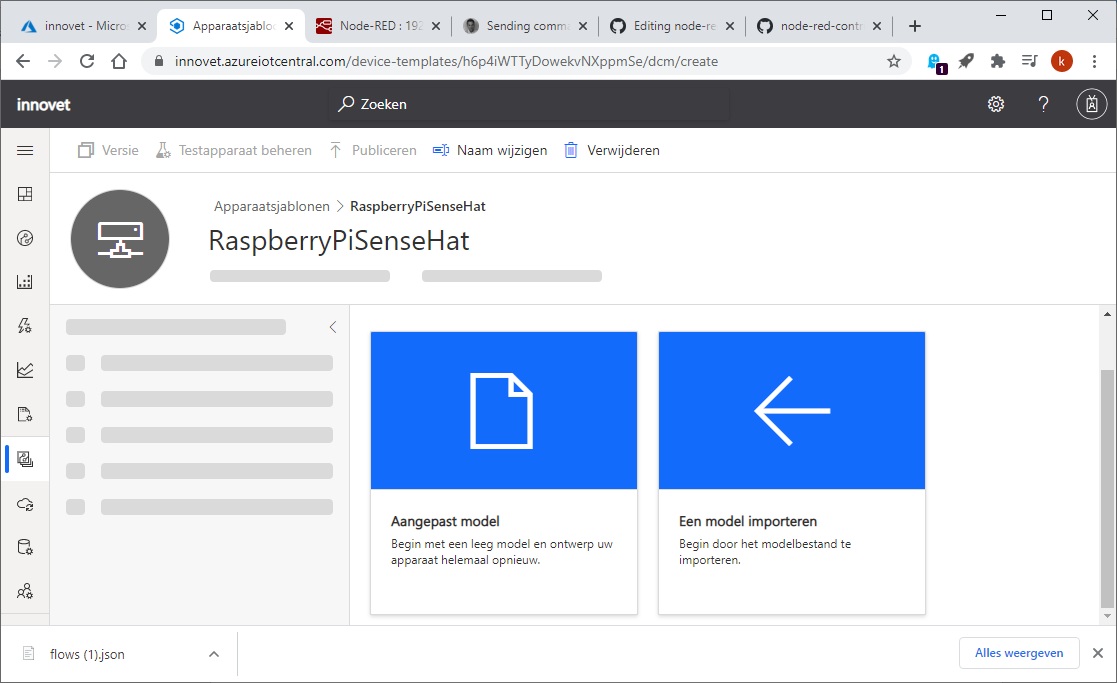 innovet - Micros
Apparaatsjabloo
Node-RED : 192
Sending comma
Editing node-re
node-red-contr
innovet.azureiotcentral.com/device-templates/h6p4iWTTyDowekvNXppmSe/dcm/create
1
k
innovet
Zoeken
?
Versie
Testapparaat beheren
Publiceren
Naam wijzigen
Verwijderen
Apparaatsjablonen > RaspberryPiSenseHat
RaspberryPiSenseHat
Aangepast model
Begin met een leeg model en ontwerp uw
apparaat helemaal opnieuw.
Een model importeren
Begin door het modelbestand te
importeren.
flows (1).json
Alles weergeven